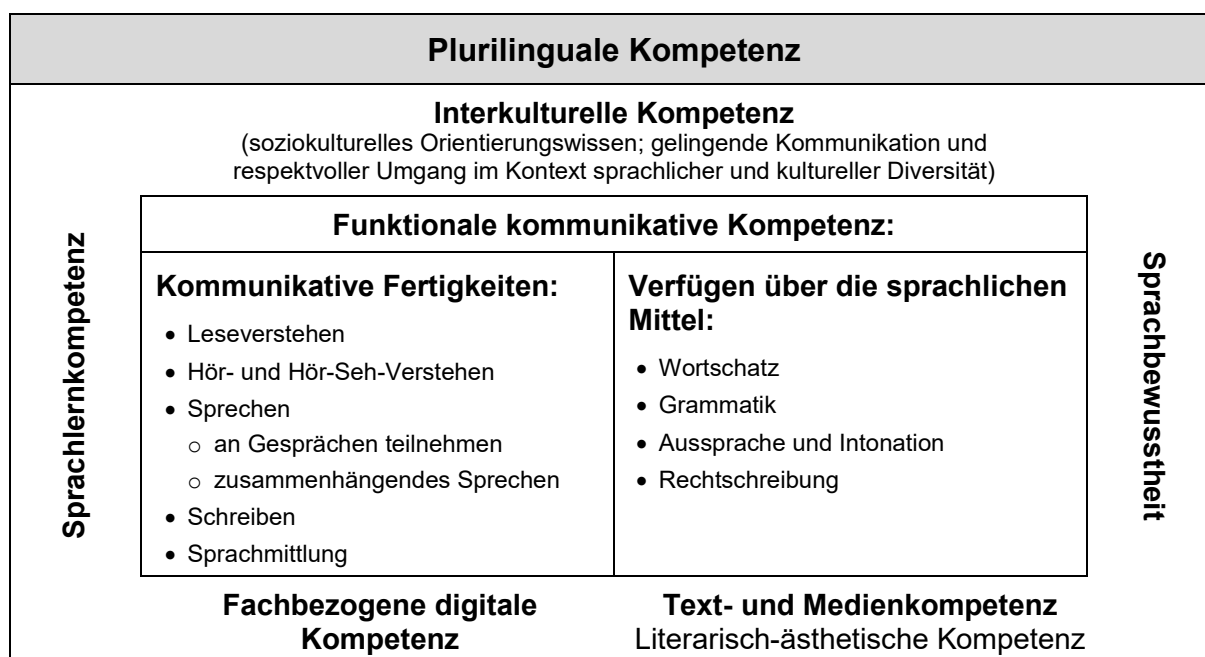 Plurilinguale Kompetenz
Interkulturelle Kompetenz
(soziokulturelles Orientierungswissen; gelingende Kommunikation und
respektvoller Umgang im Kontext sprachlicher und kultureller Diversität)
Sprachlernkompetenz
Funktionale kommunikative Kompetenz:
Kommunikative Fertigkeiten:
• Leseverstehen
• Hör- und Hör-Seh-Verstehen
• Sprechen
o an Gesprächen teilnehmen
o zusammenhängendes Sprechen
• Schreiben
• Sprachmittlung
Verfügen über die sprachlichen
Mittel:
• Wortschatz
• Grammatik
• Aussprache und Intonation
• Rechtschreibung
Sprachbewusstheit
Fachbezogene digitale
Kompetenz
Text- und Medienkompetenz
Literarisch-ästhetische Kompetenz